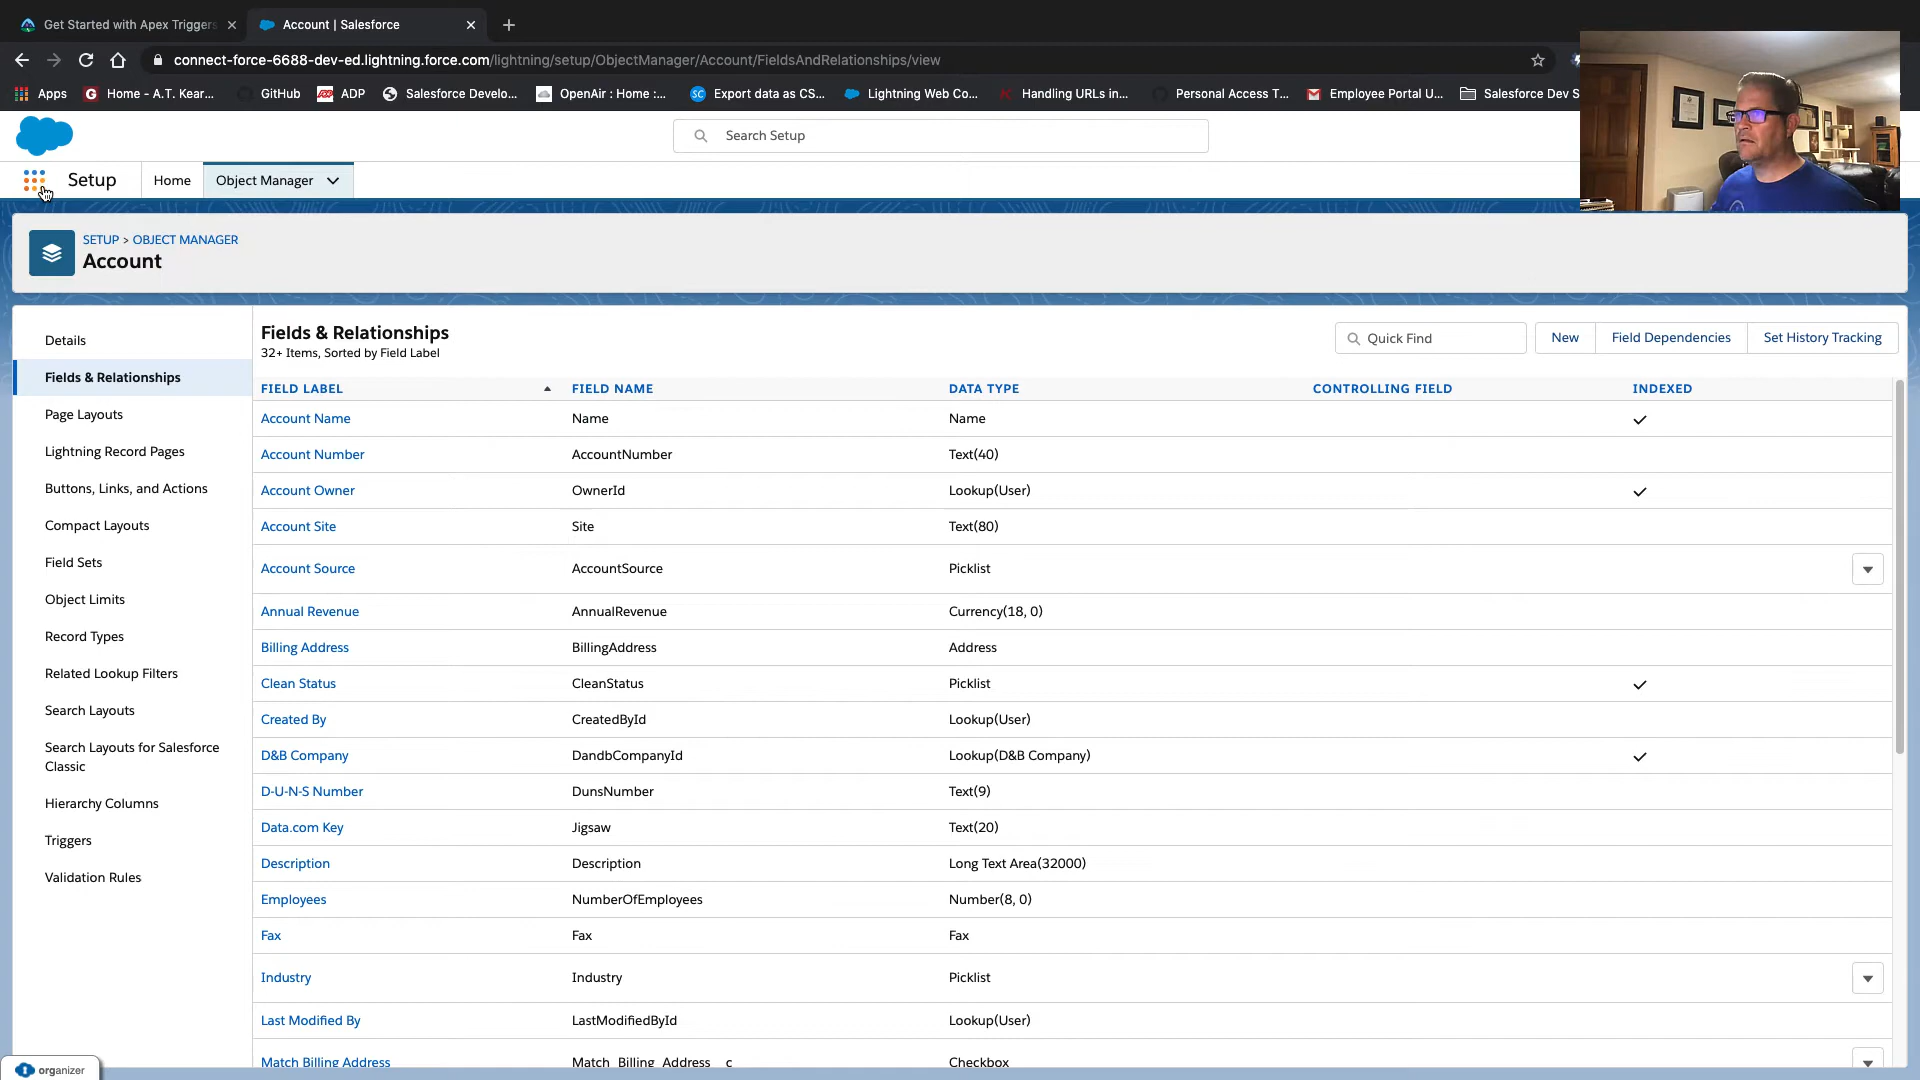 Get Started with Apex Triggers
Account | Salesforce
connect-force-6688-dev-ed.lightning.force.com/lightning/setup/ObjectManager/Account/FieldsAndRelationships/view
Apps
Home - A.T. Kear...
GitHub
ADP
Salesforce Develo...
OpenAir : Home :...
Export data as CS...
Lightning Web Co...
Handling URLs in...
Personal Access T...
Employee Portal U...
Salesforce Dev S
Search Setup
Setup
Home
Object Manager
SETUP > OBJECT MANAGER
Account
Details
Fields & Relationships
Page Layouts
Lightning Record Pages
Buttons, Links, and Actions
Compact Layouts
Field Sets
Object Limits
Record Types
Related Lookup Filters
Search Layouts
Search Layouts for Salesforce
Classic
Hierarchy Columns
Triggers
Validation Rules
Fields & Relationships
32+ Items, Sorted by Field Label
Quick Find
New
Field Dependencies
Set History Tracking
FIELD LABEL FIELD NAME DATA TYPE CONTROLLING FIELD INDEXED
Account Name Name Name
Account Number AccountNumber Text(40)
Account Owner OwnerId Lookup(User)
Account Site Site Text(80)
Account Source AccountSource Picklist
Annual Revenue AnnualRevenue Currency(18, 0)
Billing Address BillingAddress Address
Clean Status CleanStatus Picklist
Created By CreatedById Lookup(User)
D&B Company DandbCompanyId Lookup(D&B Company)
D-U-N-S Number DunsNumber Text(9)
Data.com Key Jigsaw Text(20)
Description Description Long Text Area(32000)
Employees NumberOfEmployees Number(8, 0)
Fax Fax Fax
Industry Industry Picklist
Last Modified By LastModifiedById Lookup(User)
Match Billing Address Match_Billing_Address__c Checkbox
organizer